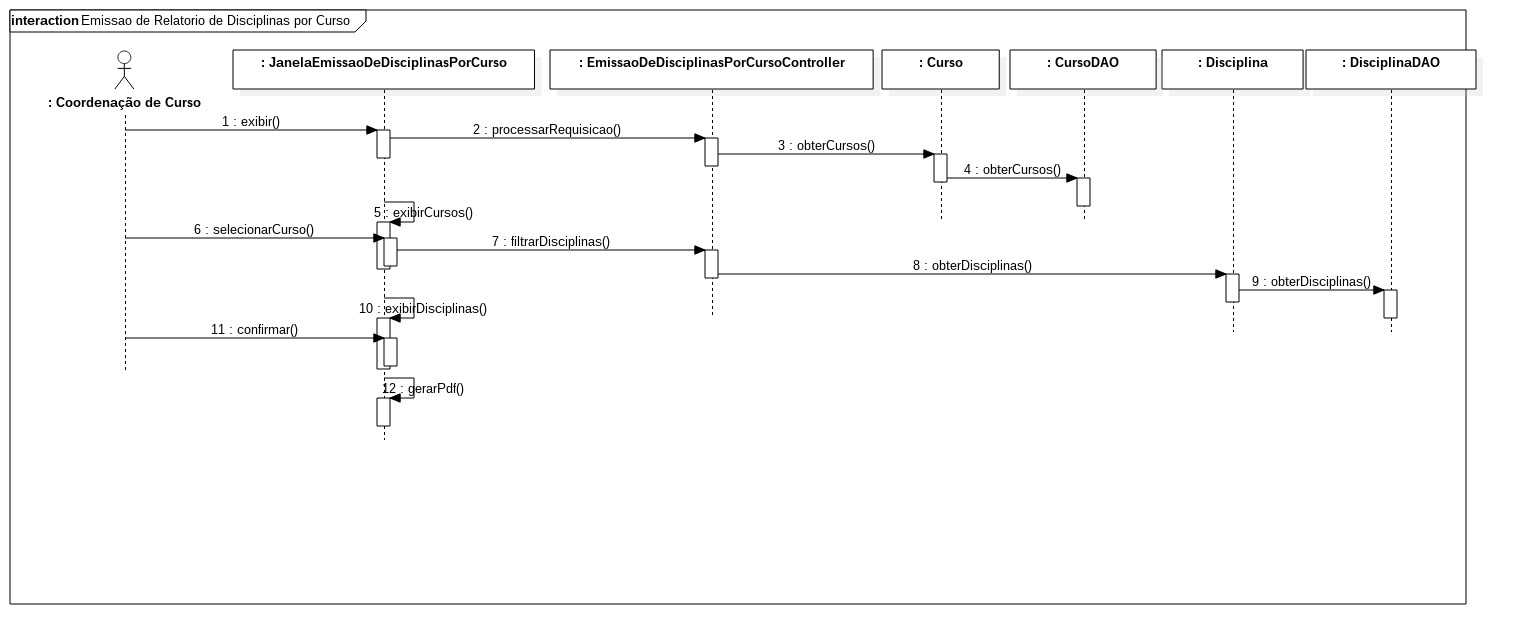 interaction Emissao de Relatorio de Disciplinas por Curso
: Coordenação de Curso
: JanelaEmissaoDeDisciplinasPorCurso
: EmissaoDeDisciplinasPorCursoController
: Curso
: CursoDAO
: Disciplina
: DisciplinaDAO
1 : exibir()
2 : processarRequisicao()
3 : obterCursos()
4 : obterCursos()
5 : exibirCursos()
6 : selecionarCurso()
7 : filtrarDisciplinas()
8 : obterDisciplinas()
9 : obterDisciplinas()
10 : exibirDisciplinas()
11 : confirmar()
12 : gerarPdf()